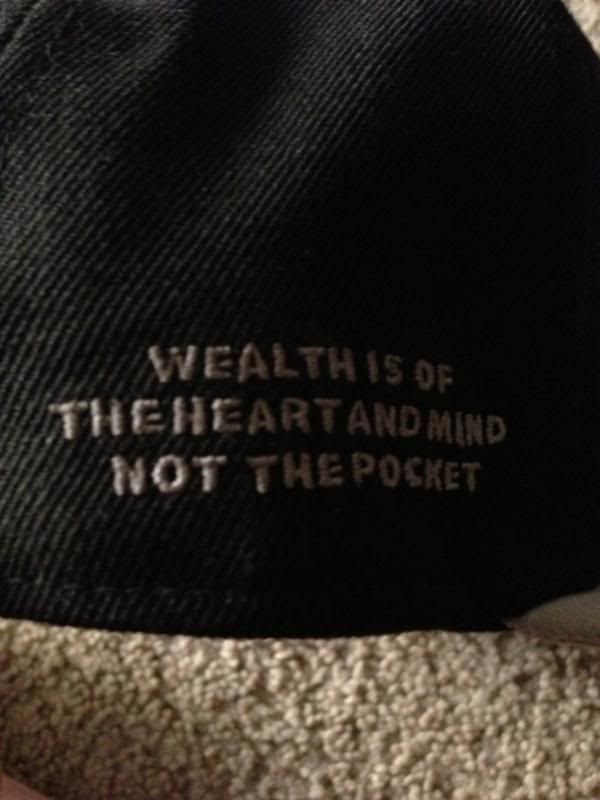 WEALTH IS OF
THE HEART AND MIND
NOT THE POCKET